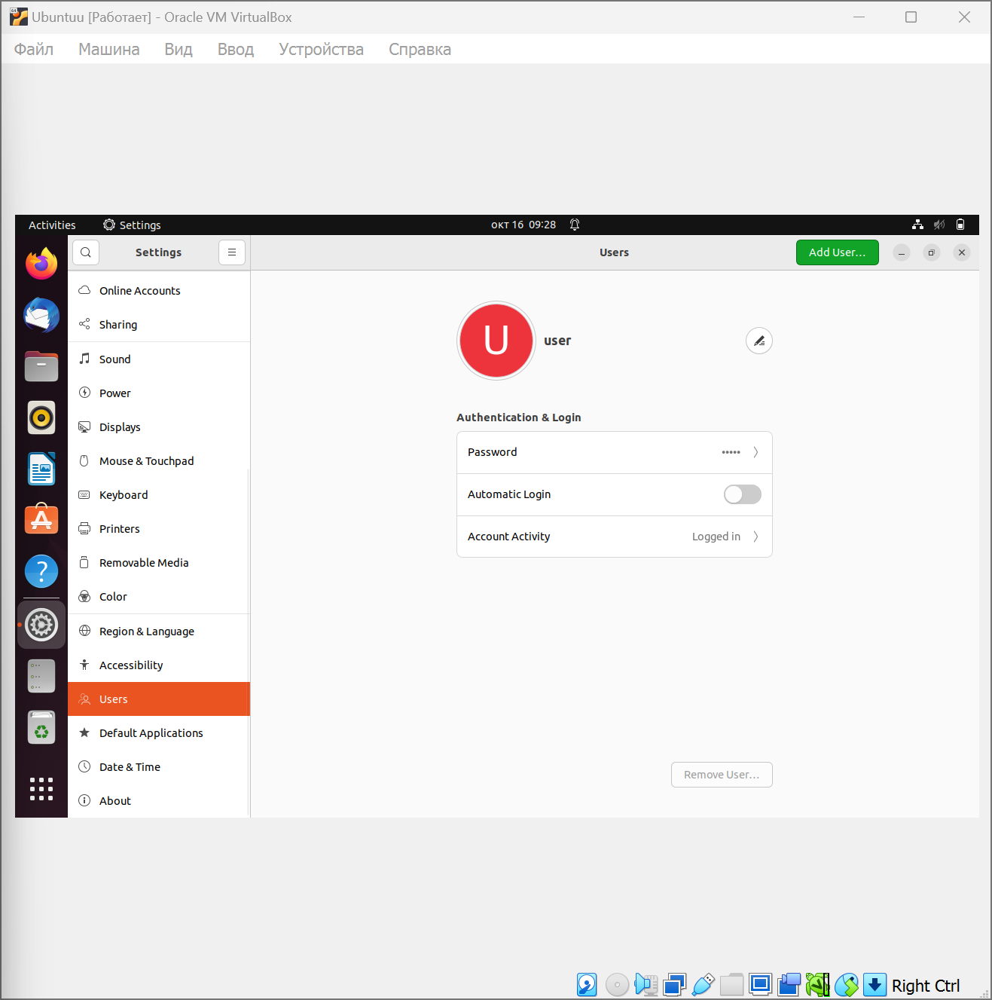 Ubuntuu [Работает] - Oracle VM VirtualBox
Файл Машина Вид Ввод Устройства Справка
Activities Settings окт 16 09:28
Settings Users Add User...
Online Accounts
Sharing
Sound
Power
Displays
Mouse & Touchpad
Keyboard
Printers
Removable Media
Color
Region & Language
Accessibility
Users
Default Applications
Date & Time
About
U user
Authentication & Login
Password •••••
Automatic Login
Account Activity Logged in
Remove User...
Right Ctrl